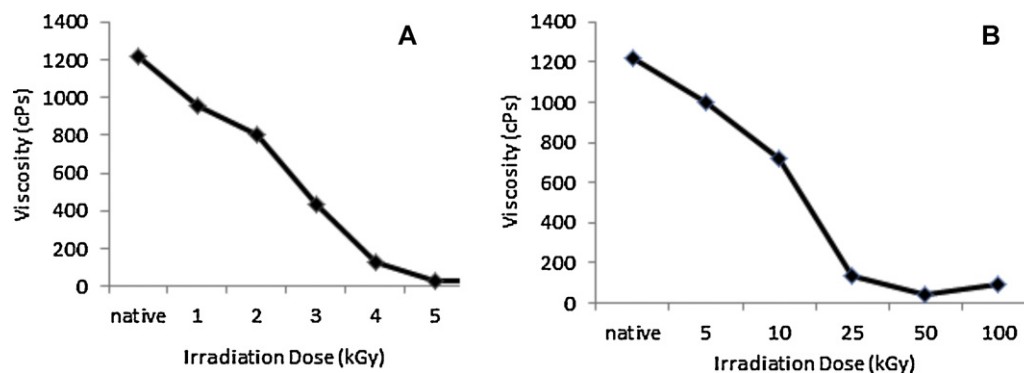 A
1400
1200
1000
800
600
400
200
0
Viscosity (cPs)
native 1 2 3 4 5
Irradiation Dose (kGy)
B
1400
1200
1000
800
600
400
200
0
Viscosity (cPs)
native 5 10 25 50 100
Irradiation Dose (kGy)